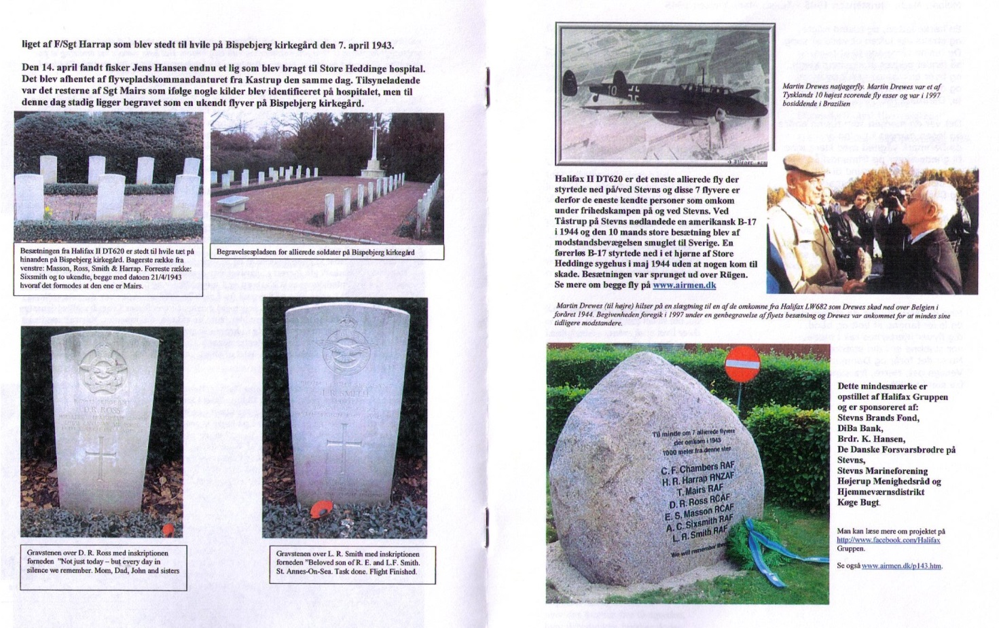 liget af F/Sgt Harrap som blev stedt til hvile på Bispebjerg kirkegård den 7. april 1943.
Den 14. april fandt fisker Jens Hansen endnu et lig som blev bragt til Store Heddinge hospital.
Det blev afhentet af flyvepladskommandanturet fra Kastrup den samme dag. Tilsyneladende
var det resterne af Sgt Mairs som ifølge nogle kilder blev identificeret på hospitalet, men til
denne dag stadig ligger begravet som en ukendt flyver på Bispebjerg kirkegård.
Besætningen fra Halifax II DT620 er stedt til hvile tæt på
hinanden på Bispebjerg kirkegård. Bagerste række fra
venstre: Masson, Ross, Smith & Harrap. Forreste række:
Sixsmith og to ukendte, begge med datoen 21/4/1943
hvoraf det formodes at den ene er Mairs.
Begravelsespladsen for allierede soldater på Bispebjerg kirkegård
D.R. ROSS
L.R. SMITH
Gravstenen over D. R. Ross med inskriptionen
forneden "Not just today – but every day in
silence we remember. Mom, Dad, John and sisters
Gravstenen over L. R. Smith med inskriptionen
forneden "Beloved son of R. E. and L.F. Smith.
St. Annes-On-Sea. Task done. Flight Finished.
10
Martin Drewes natjagerfly. Martin Drewes var et af
Tysklands 10 højest scorende fly esser og var i 1997
bosiddende i Brazilien
Halifax II DT620 er det eneste allierede fly der
styrtede ned på/ved Stevns og disse 7 flyvere er
derfor de eneste kendte personer som omkom
under frihedskampen på og ved Stevns. Ved
Tåstrup på Stevns nødlandede en amerikansk B-17
i 1944 og den 10 mands store besætning blev af
modstandsbevægelsen smuglet til Sverige. En
førerløs B-17 styrtede ned i et hjørne af Store
Heddinge sygehus i maj 1944 uden at nogen kom til
skade. Besætningen var sprunget ud over Rügen.
Se mere om begge fly på www.airmen.dk
Martin Drewes (til højre) hilser på en slægtning til en af de omkomne fra Halifax LW682 som Drewes skød ned over Belgien i
foråret 1944. Begivenheden foregik i 1997 under en genbegravelse af flyets besætning og Drewes var ankommet for at mindes sine
tidligere modstandere.
Til minde om 7 allierede flyvere
der omkom i 1943
1000 meter fra denne sten
C. F. Chambers RAF
H. R. Harrap RNZAF
T. Mairs RAF
D. R. Ross RCAF
E. S. Masson RCAF
A. C. Sixsmith RAF
L. R. Smith RAF
We will remember them
Dette mindesmærke er
opstillet af Halifax Gruppen
og er sponsoreret af:
Stevns Brands Fond,
DiBa Bank,
Brdr. K. Hansen,
De Danske Forsvarsbrødre på
Stevns,
Stevns Marineforening
Højerup Menighedsråd og
Hjemmeværnsdistrikt
Køge Bugt.
Man kan læse mere om projektet på
http://www.facebook.com/Halifax
Gruppen.
Se også www.airmen.dk/p143.htm.